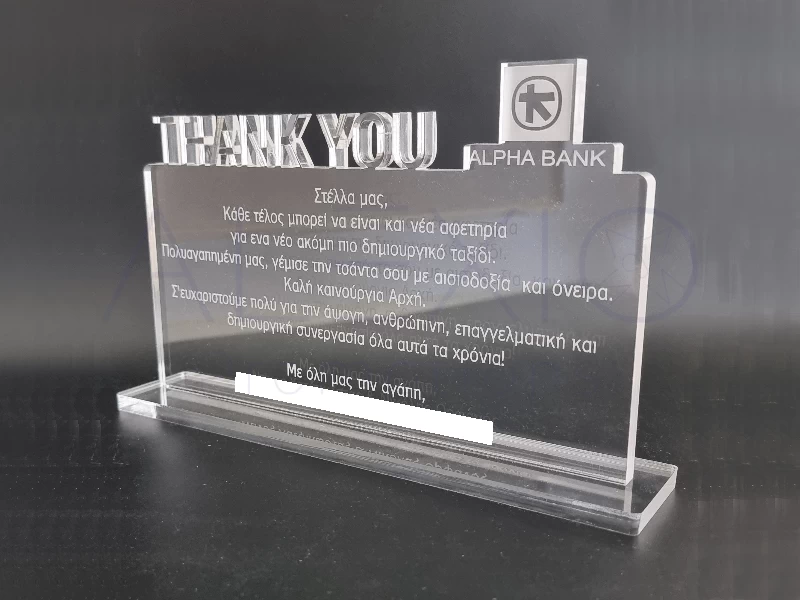 THANK YOU
ALPHA BANK
Στέλλα μας,
Κάθε τέλος μπορεί να είναι και νέα αφετηρία
για ενα νέο ακόμη πιο δημιουργικό ταξίδι.
Πολυαγαπημένη μας, γέμισε την τσάντα σου με αισιοδοξία και όνειρα.
Καλή καινούργια Αρχή,
Σ'ευχαριστούμε πολύ για την άψογη, ανθρώπινη, επαγγελματική και
δημιουργική συνεργασία όλα αυτά τα χρόνια!
Με όλη μας την αγάπη,